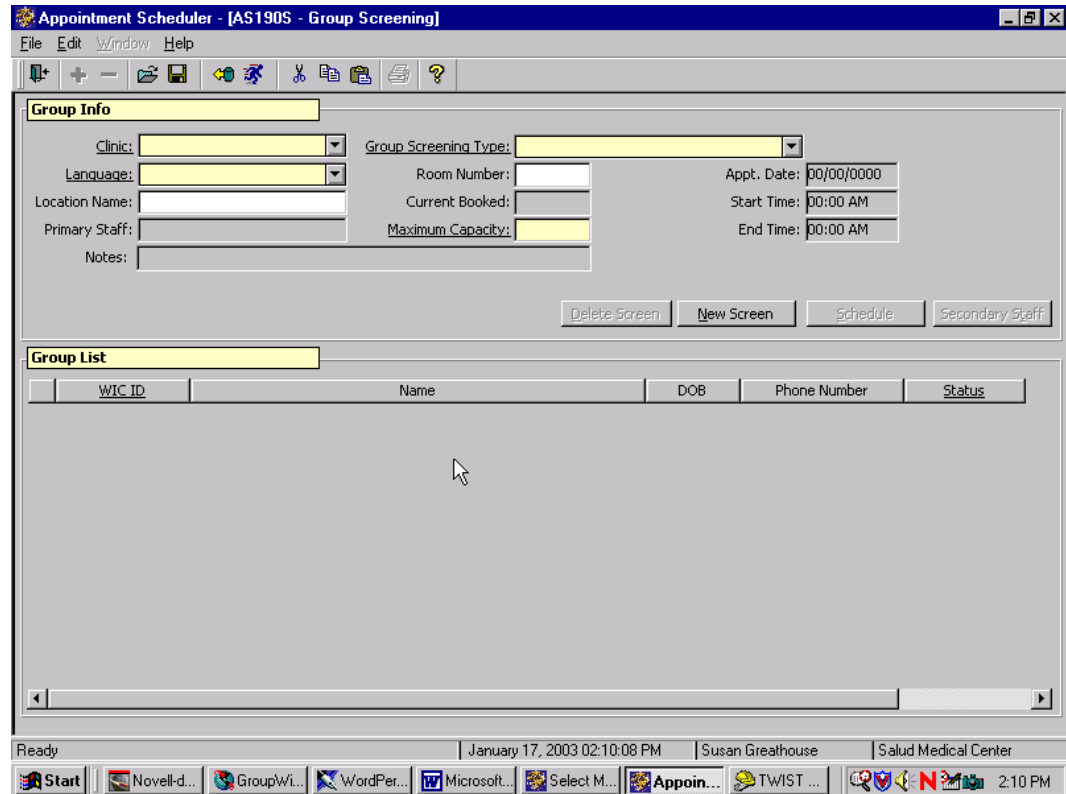 Appointment Scheduler - [AS190S - Group Screening]
File Edit Window Help
Group Info
Clinic: Group Screening Type:
Language: Room Number: Appt. Date: 00/00/0000
Location Name: Current Booked: Start Time: 00:00 AM
Primary Staff: Maximum Capacity: End Time: 00:00 AM
Notes:
Delete Screen New Screen Schedule Secondary Staff
Group List
WIC ID Name DOB Phone Number Status
Ready January 17, 2003 02:10:08 PM Susan Greathouse Salud Medical Center
Start Novell-d... GroupWi... WordPer... Microsoft... Select M... Appoin... TWIST ... N 2:10 PM